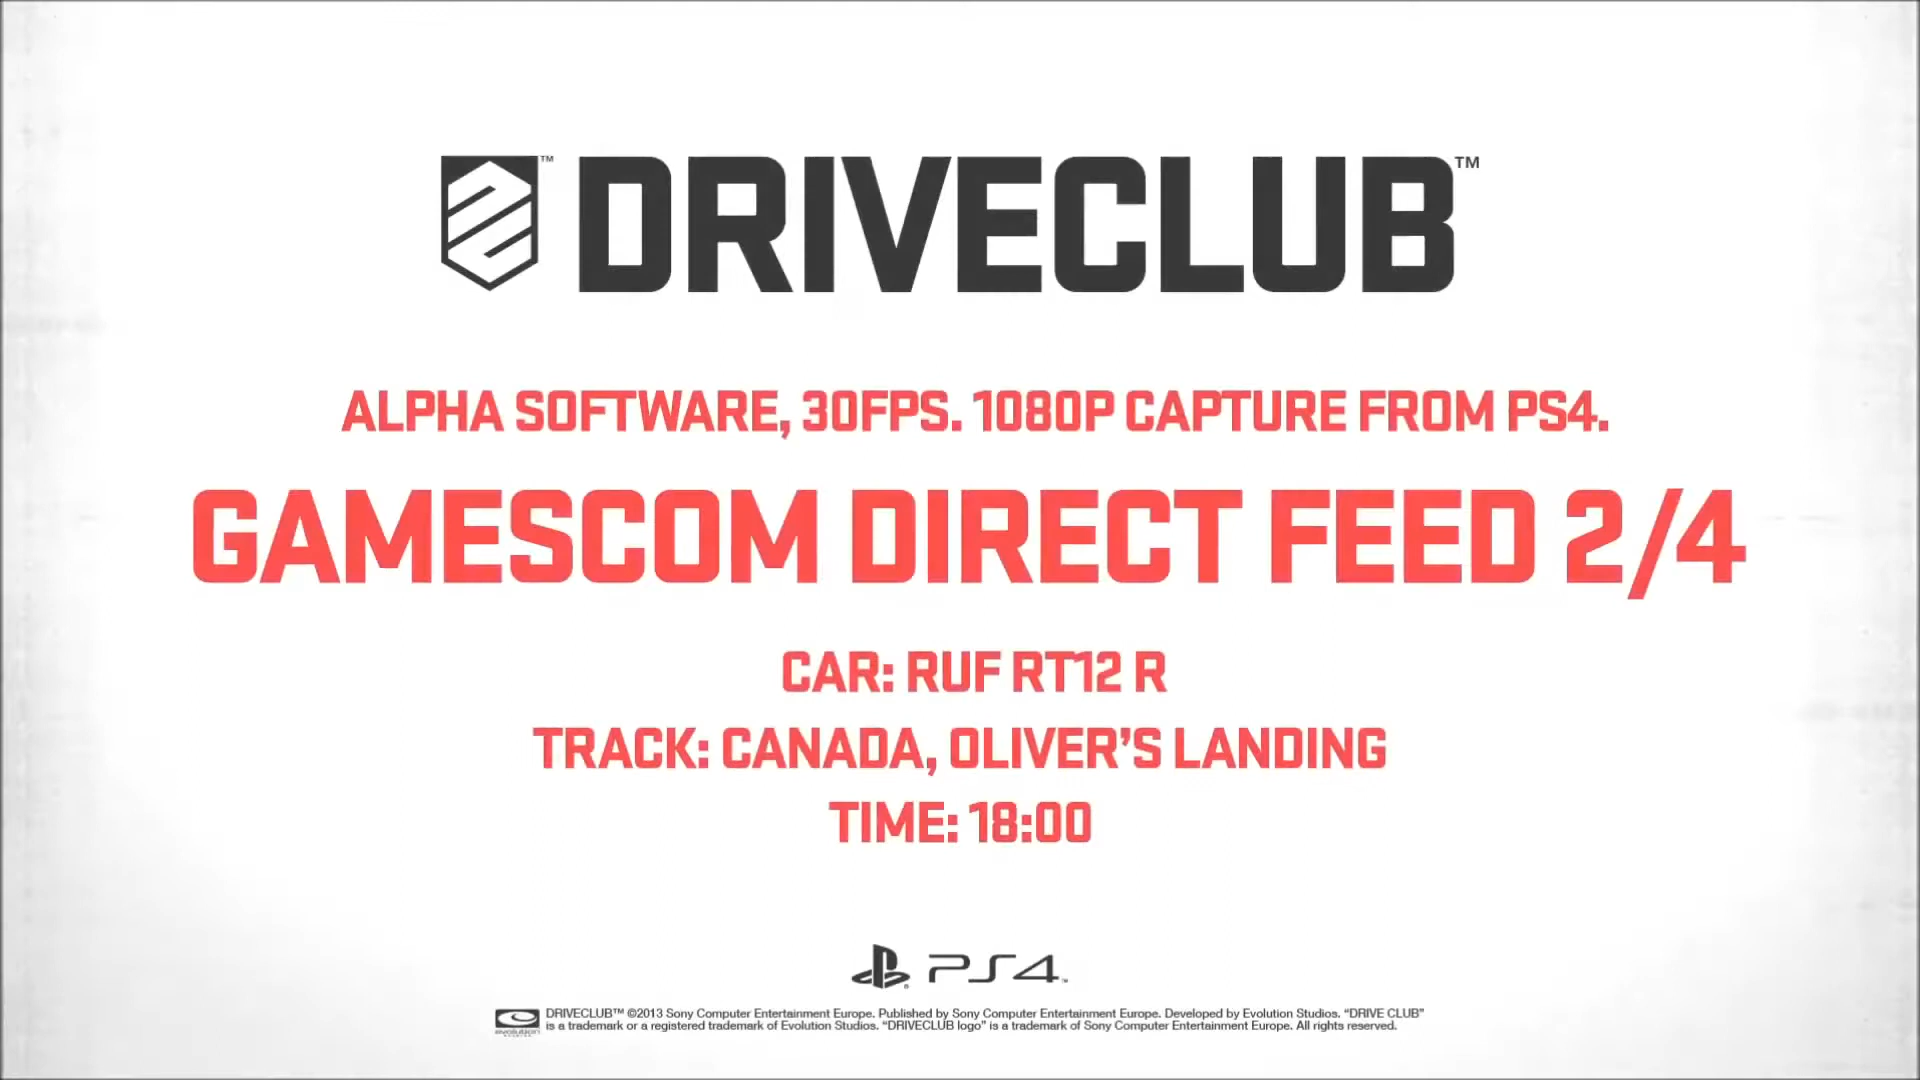 DRIVECLUB™
ALPHA SOFTWARE, 30FPS. 1080P CAPTURE FROM PS4.
GAMESCOM DIRECT FEED 2/4
CAR: RUF RT12 R
TRACK: CANADA, OLIVER’S LANDING
TIME: 18:00
PS4™
evolution
DRIVECLUB™ ©2013 Sony Computer Entertainment Europe. Published by Sony Computer Entertainment Europe. Developed by Evolution Studios. “DRIVE CLUB”
is a trademark or a registered trademark of Evolution Studios. “DRIVECLUB logo” is a trademark of Sony Computer Entertainment Europe. All rights reserved.